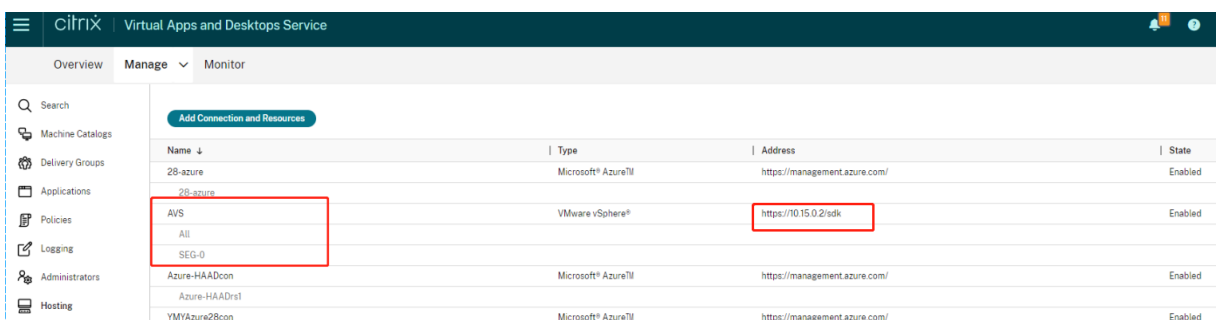 citrix | Virtual Apps and Desktops Service 11 ?
Overview Manage Monitor
Search
Machine Catalogs
Delivery Groups
Applications
Policies
Logging
Administrators
Hosting
Add Connection and Resources
Name ↓ | Type | Address | State
28-azure Microsoft® Azure™ https://management.azure.com/ Enabled
28-azure
AVS VMware vSphere® https://10.15.0.2/sdk Enabled
All
SEG-0
Azure-HAADcon Microsoft® Azure™ https://management.azure.com/ Enabled
Azure-HAADrs1
YMYAzure28con Microsoft® Azure™ https://management.azure.com/ Enabled